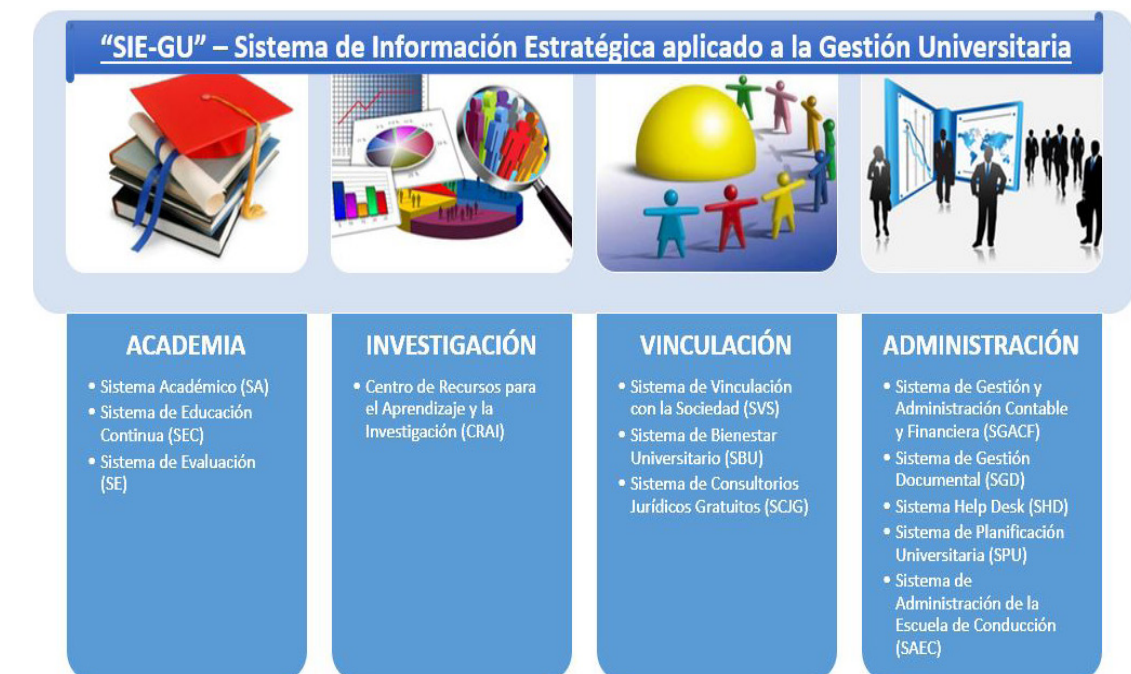 “SIE-GU” – Sistema de Información Estratégica aplicado a la Gestión Universitaria
ACADEMIA
• Sistema Académico (SA)
• Sistema de Educación
Continua (SEC)
• Sistema de Evaluación
(SE)
INVESTIGACIÓN
• Centro de Recursos para
el Aprendizaje y la
Investigación (CRAI)
VINCULACIÓN
• Sistema de Vinculación
con la Sociedad (SVS)
• Sistema de Bienestar
Universitario (SBU)
• Sistema de Consultorios
Jurídicos Gratuitos (SCJG)
ADMINISTRACIÓN
• Sistema de Gestión y
Administración Contable
y Financiera (SGACF)
• Sistema de Gestión
Documental (SGD)
• Sistema Help Desk (SHD)
• Sistema de Planificación
Universitaria (SPU)
• Sistema de
Administración de la
Escuela de Conducción
(SAEC)